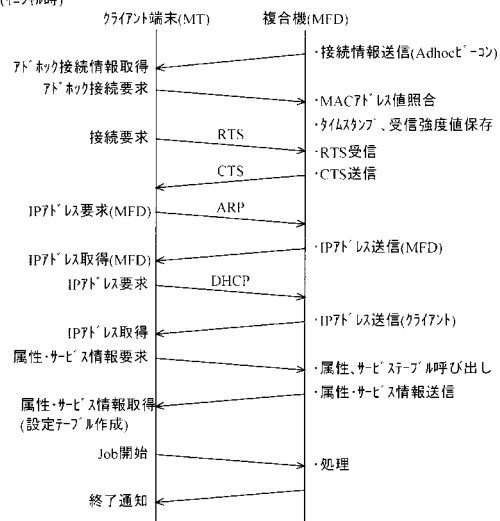 クライアント端末(MT)
複合機(MFD)
・接続情報送信(Adhocビーコン)
アドホック接続情報取得
アドホック接続要求
・MACアドレス値照合
・タイムスタンプ、受信強度値保存
接続要求
RTS
・RTS受信
CTS
・CTS送信
IPアドレス要求(MFD)
ARP
・IPアドレス送信(MFD)
IPアドレス取得(MFD)
IPアドレス要求
DHCP
・IPアドレス送信(クライアント)
IPアドレス取得
属性・サービス情報要求
・属性、サービステーブル呼び出し
・属性・サービス情報送信
属性・サービス情報取得
(設定テーブル作成)
Job開始
・処理
終了通知